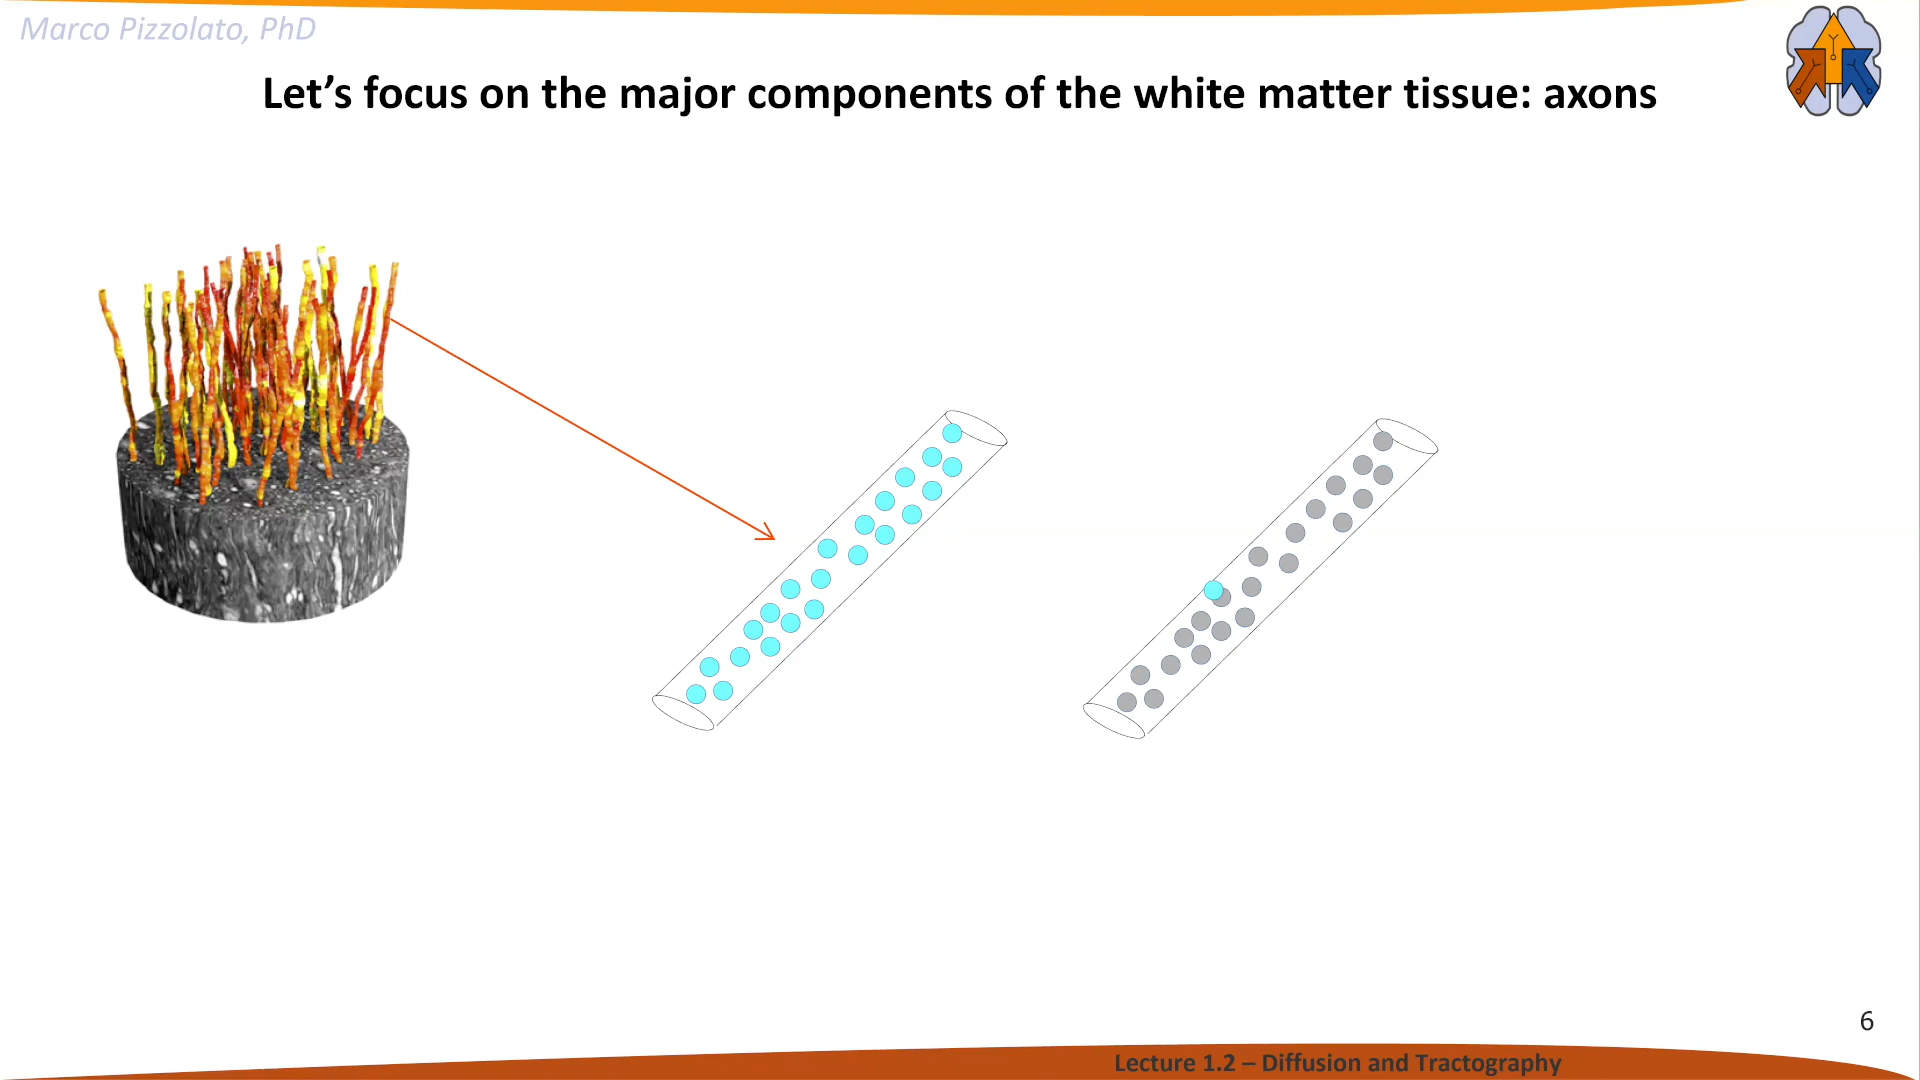 Marco Pizzolato, PhD
Let’s focus on the major components of the white matter tissue: axons
6
Lecture 1.2 – Diffusion and Tractography